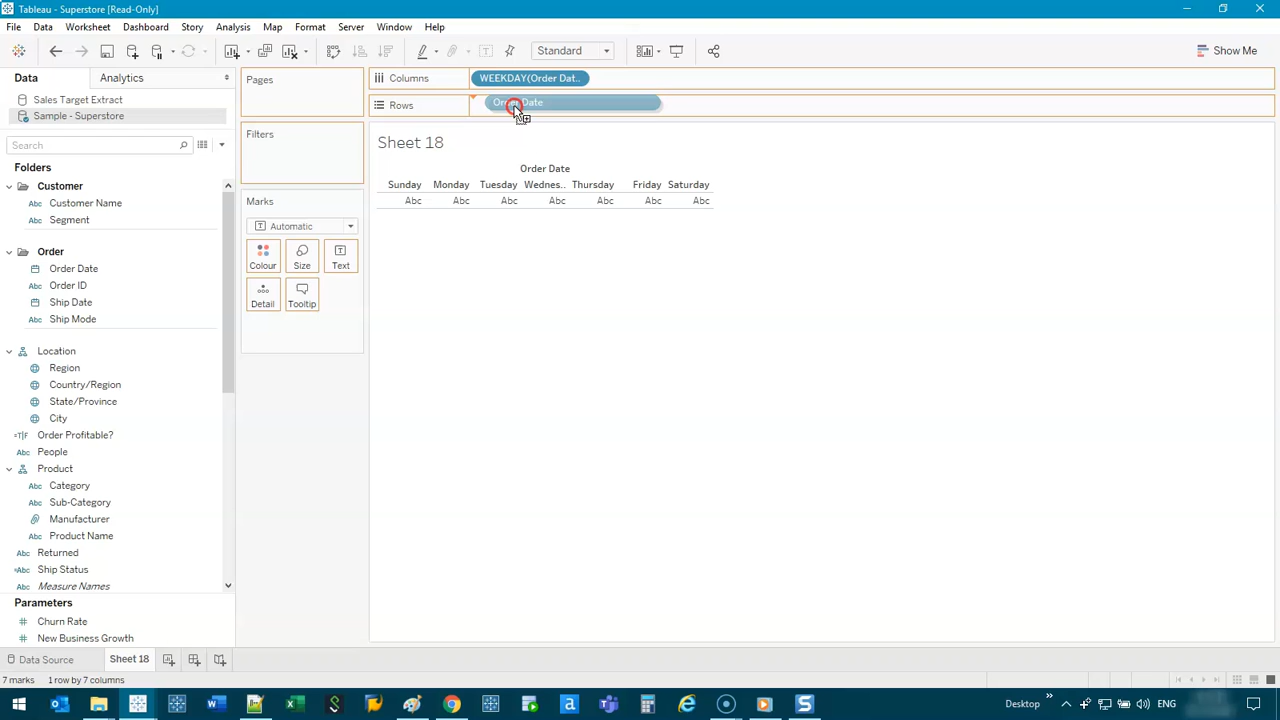 Tableau - Superstore [Read-Only]
File Data Worksheet Dashboard Story Analysis Map Format Server Window Help
Standard
Show Me
Data Analytics
Sales Target Extract
Sample - Superstore
Search
Folders
Customer
Customer Name
Segment
Order
Order Date
Order ID
Ship Date
Ship Mode
Location
Region
Country/Region
State/Province
City
Order Profitable?
People
Product
Category
Sub-Category
Manufacturer
Product Name
Returned
Ship Status
Measure Names
Parameters
Churn Rate
New Business Growth
Pages
Filters
Marks
Automatic
Colour Size Text
Detail Tooltip
Columns WEEKDAY(Order Dat..
Rows Order Date
Sheet 18
Order Date
Sunday Monday Tuesday Wednes.. Thursday Friday Saturday
Abc Abc Abc Abc Abc Abc Abc
Data Source Sheet 18
7 marks 1 row by 7 columns
Desktop ENG